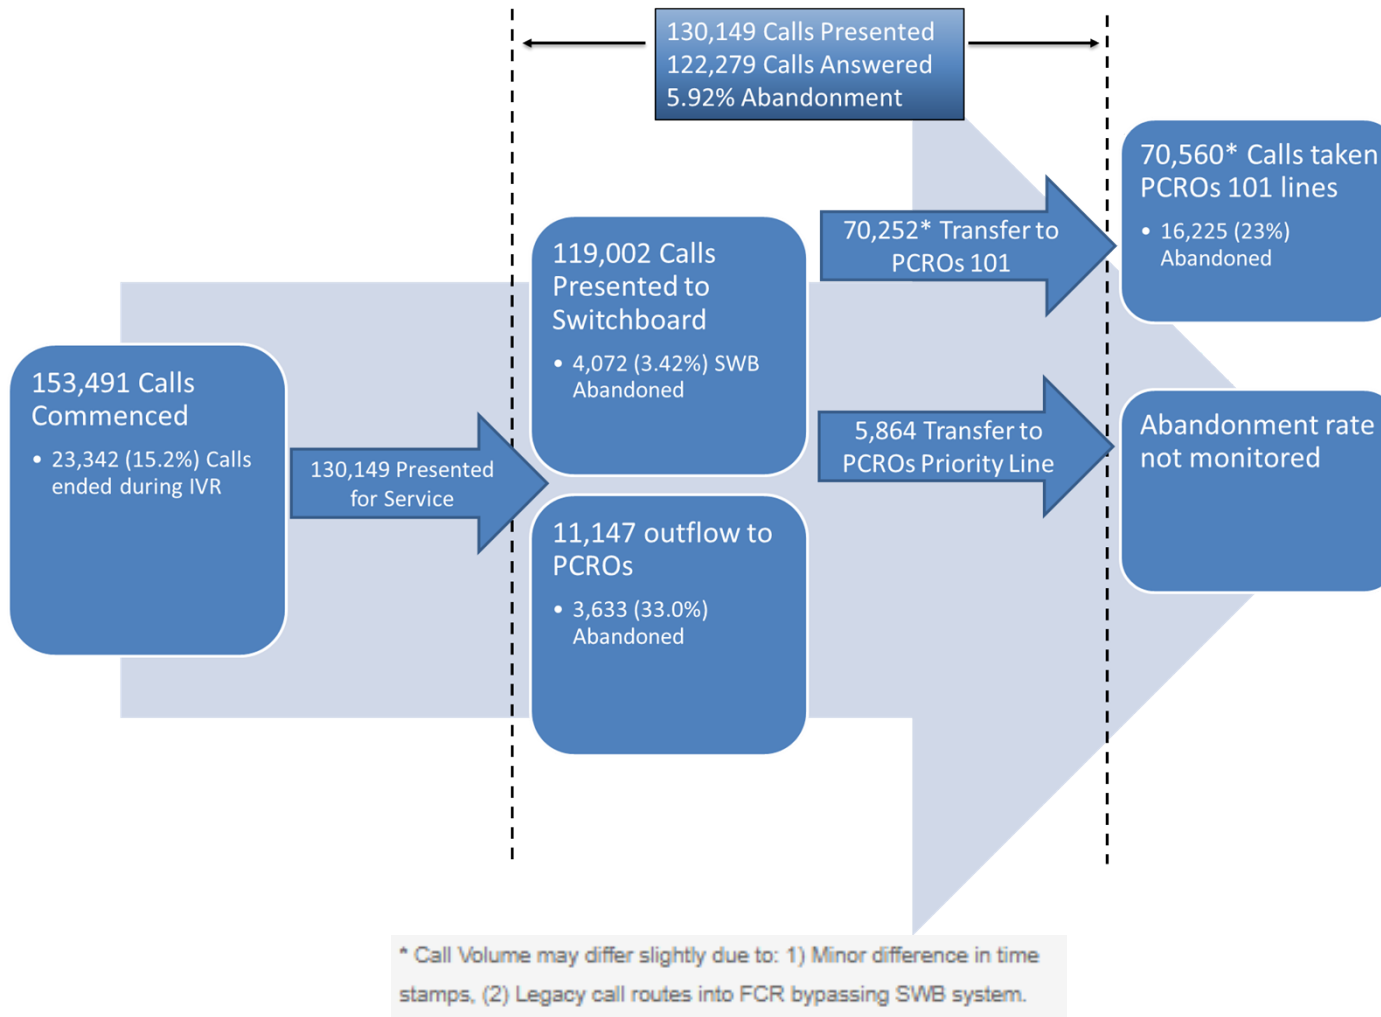 130,149 Calls Presented
122,279 Calls Answered
5.92% Abandonment
153,491 Calls
Commenced
• 23,342 (15.2%) Calls
ended during IVR
130,149 Presented
for Service
119,002 Calls
Presented to
Switchboard
• 4,072 (3.42%) SWB
Abandoned
11,147 outflow to
PCROs
• 3,633 (33.0%)
Abandoned
70,252* Transfer to
PCROs 101
5,864 Transfer to
PCROs Priority Line
70,560* Calls taken
PCROs 101 lines
• 16,225 (23%)
Abandoned
Abandonment rate
not monitored
* Call Volume may differ slightly due to: 1) Minor difference in time
stamps, (2) Legacy call routes into FCR bypassing SWB system.